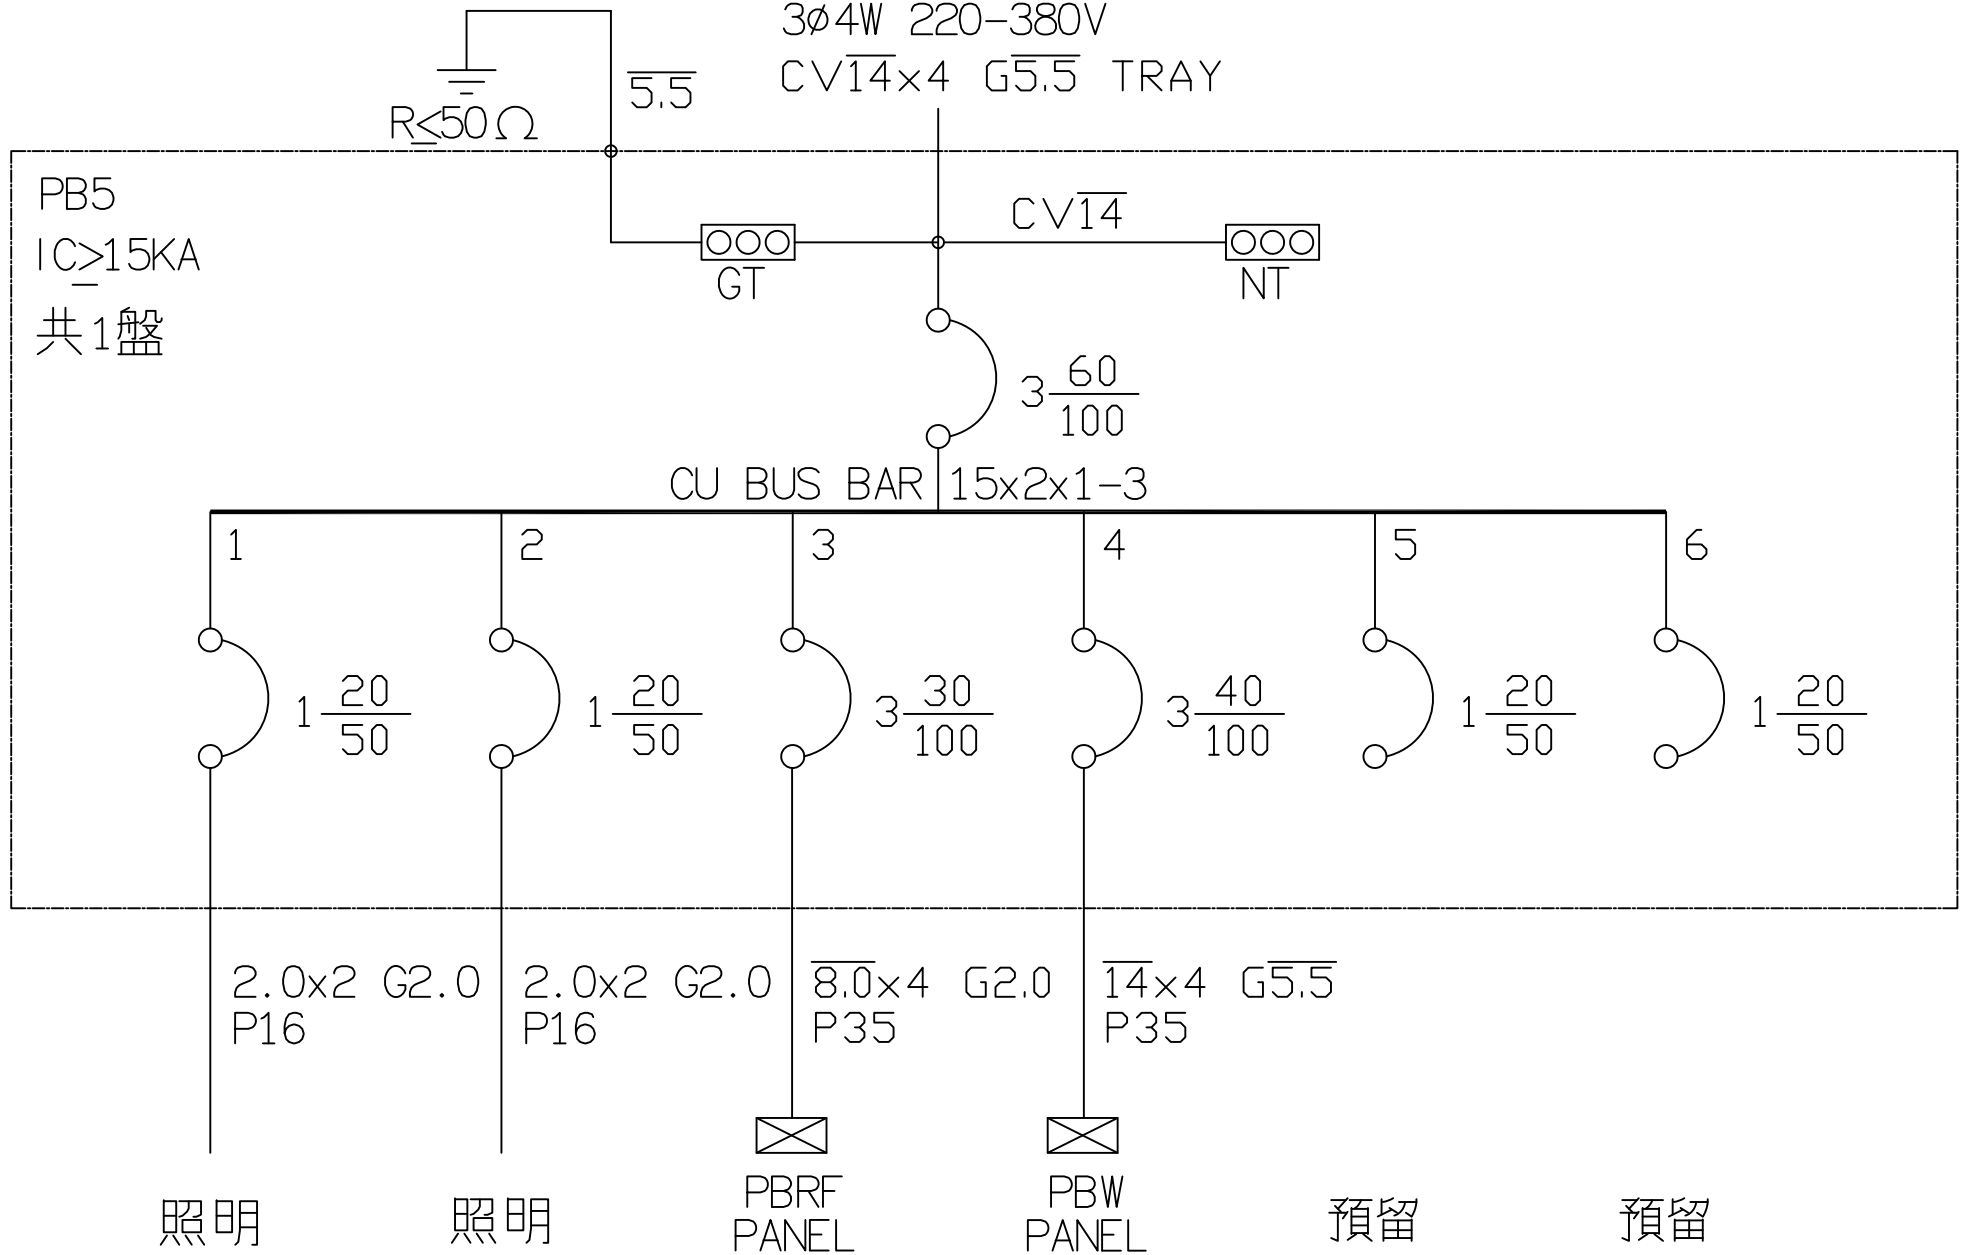 3ø4W 220-380V
CV14x4 G5.5 TRAY
5.5
R≤50Ω
PB5
IC≥15KA
共1盤
CV14
GT
NT
3 60/100
CU BUS BAR 15x2x1-3
1 2 3 4 5 6
1 20/50 1 20/50 3 30/100 3 40/100 1 20/50 1 20/50
2.0x2 G2.0 2.0x2 G2.0 8.0x4 G2.0 14x4 G5.5
P16 P16 P35 P35
照明 照明 PBRF PBW 預留 預留
PANEL PANEL